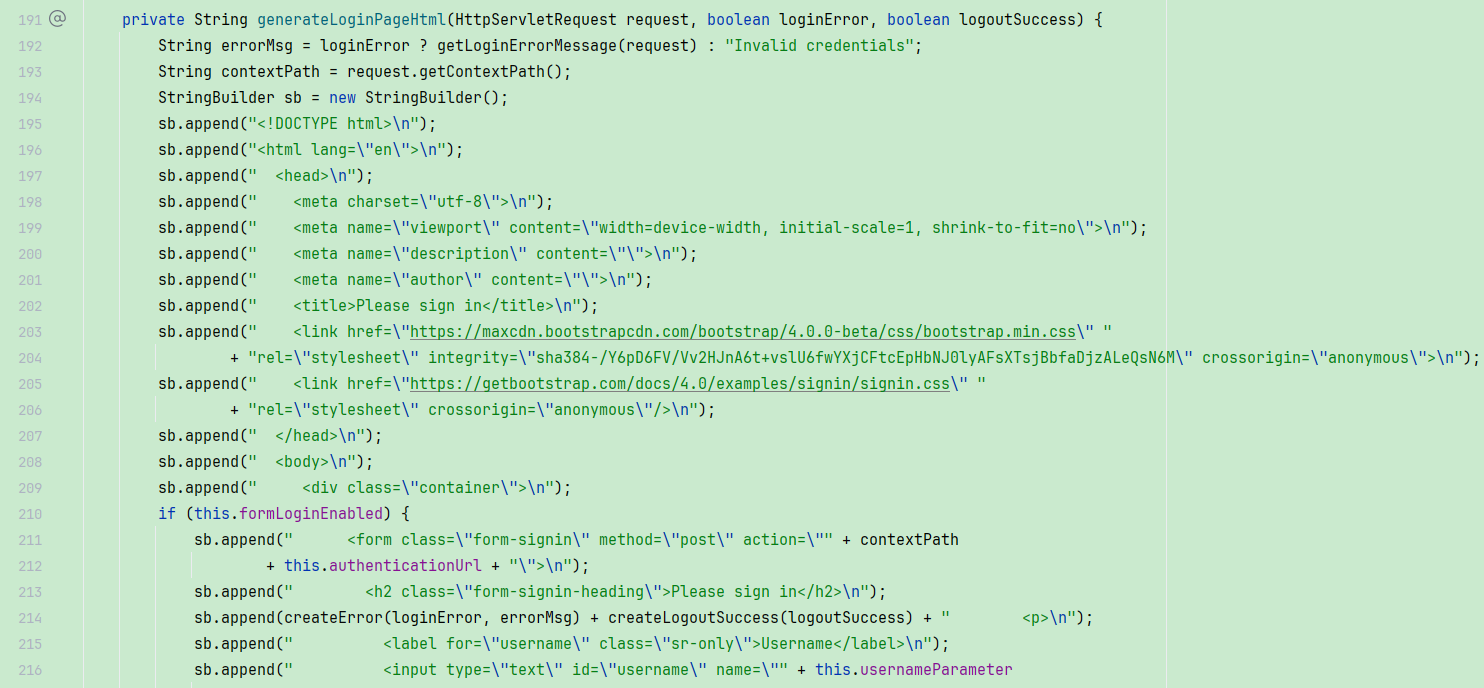 191 @ private String generateLoginPageHtml(HttpServletRequest request, boolean loginError, boolean logoutSuccess) {
192 String errorMsg = loginError ? getLoginErrorMessage(request) : "Invalid credentials";
193 String contextPath = request.getContextPath();
194 StringBuilder sb = new StringBuilder();
195 sb.append("<!DOCTYPE html>\n");
196 sb.append("<html lang=\"en\">\n");
197 sb.append("  <head>\n");
198 sb.append("    <meta charset=\"utf-8\">\n");
199 sb.append("    <meta name=\"viewport\" content=\"width=device-width, initial-scale=1, shrink-to-fit=no\">\n");
200 sb.append("    <meta name=\"description\" content=\"\">\n");
201 sb.append("    <meta name=\"author\" content=\"\">\n");
202 sb.append("    <title>Please sign in</title>\n");
203 sb.append("    <link href=\"https://maxcdn.bootstrapcdn.com/bootstrap/4.0.0-beta/css/bootstrap.min.css\" "
204 + "rel=\"stylesheet\" integrity=\"sha384-/Y6pD6FV/Vv2HJnA6t+vslU6fwYXjCFtcEpHbNJ0lyAFsXTsjBbfaDjzALeQsN6M\" crossorigin=\"anonymous\">\n");
205 sb.append("    <link href=\"https://getbootstrap.com/docs/4.0/examples/signin/signin.css\" "
206 + "rel=\"stylesheet\" crossorigin=\"anonymous\"/>\n");
207 sb.append("  </head>\n");
208 sb.append("  <body>\n");
209 sb.append("     <div class=\"container\">\n");
210 if (this.formLoginEnabled) {
211 sb.append("      <form class=\"form-signin\" method=\"post\" action=\"" + contextPath
212 + this.authenticationUrl + "\">\n");
213 sb.append("        <h2 class=\"form-signin-heading\">Please sign in</h2>\n");
214 sb.append(createError(loginError, errorMsg) + createLogoutSuccess(logoutSuccess) + "        <p>\n");
215 sb.append("          <label for=\"username\" class=\"sr-only\">Username</label>\n");
216 sb.append("          <input type=\"text\" id=\"username\" name=\"" + this.usernameParameter